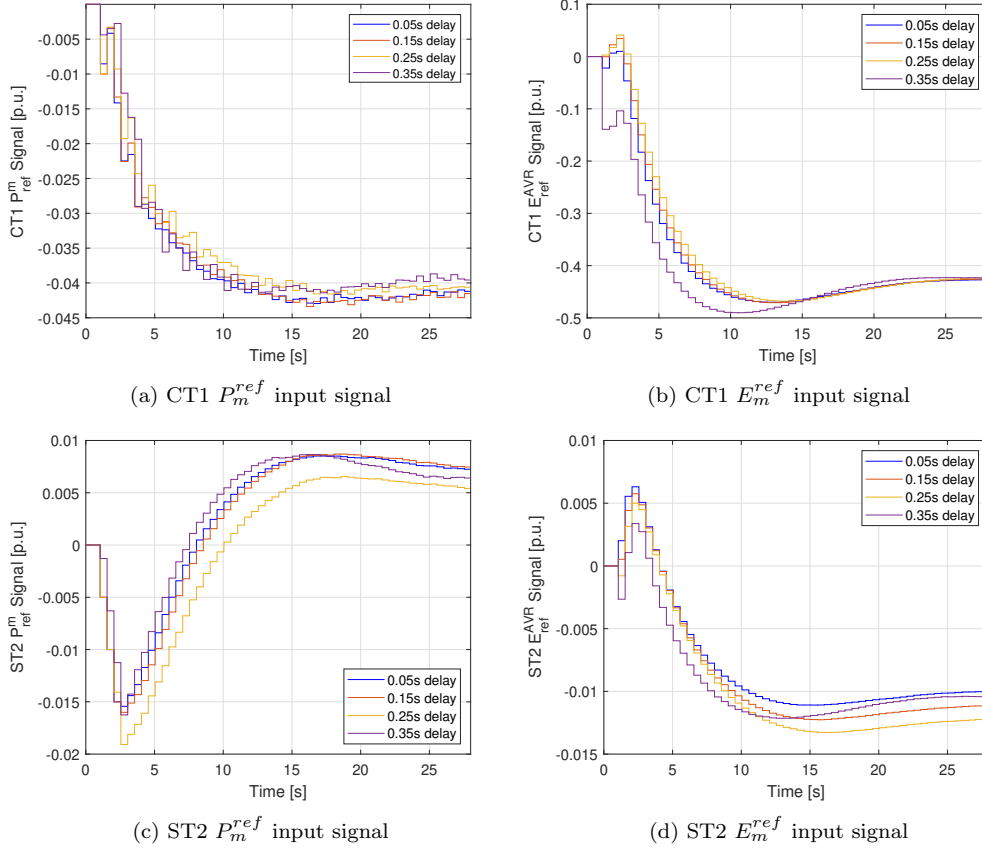 0
-0.005
-0.01
-0.015
-0.02
-0.025
-0.03
-0.035
-0.04
-0.045
CT1 P^m_ref Signal [p.u.]
0.05s delay
0.15s delay
0.25s delay
0.35s delay
0 5 10 15 20 25
Time [s]
(a) CT1 P_m^ref input signal
0.1
0
-0.1
-0.2
-0.3
-0.4
-0.5
CT1 E^AVR_ref Signal [p.u.]
0.05s delay
0.15s delay
0.25s delay
0.35s delay
0 5 10 15 20 25
Time [s]
(b) CT1 E_m^ref input signal
0.01
0.005
0
-0.005
-0.01
-0.015
-0.02
ST2 P^m_ref Signal [p.u.]
0.05s delay
0.15s delay
0.25s delay
0.35s delay
0 5 10 15 20 25
Time [s]
(c) ST2 P_m^ref input signal
0.01
0.005
0
-0.005
-0.01
-0.015
ST2 E^AVR_ref Signal [p.u.]
0.05s delay
0.15s delay
0.25s delay
0.35s delay
0 5 10 15 20 25
Time [s]
(d) ST2 E_m^ref input signal